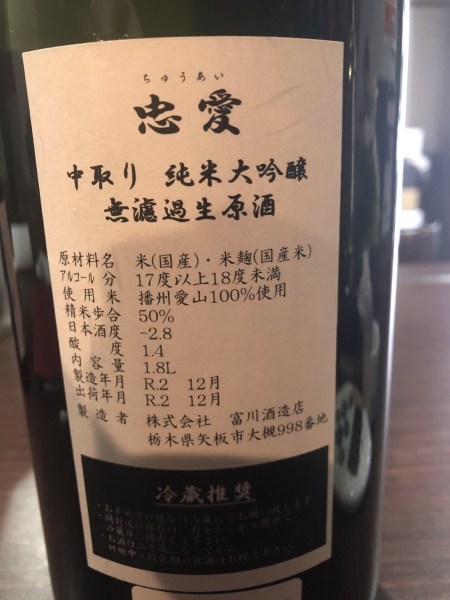 ちゅうあい
忠愛
中取り 純米大吟醸
無濾過生原酒
原材料名 米(国産)・米麹(国産米)
アルコール分 17度以上18度未満
使用米 播州愛山100%使用
精米歩合 50%
日本酒度 -2.8
酸度 1.4
内容量 1.8L
製造年月 R.2 12月
出荷年月 R.2 12月
製造者 株式会社 富川酒造店
栃木県矢板市大槻998番地
冷蔵推奨